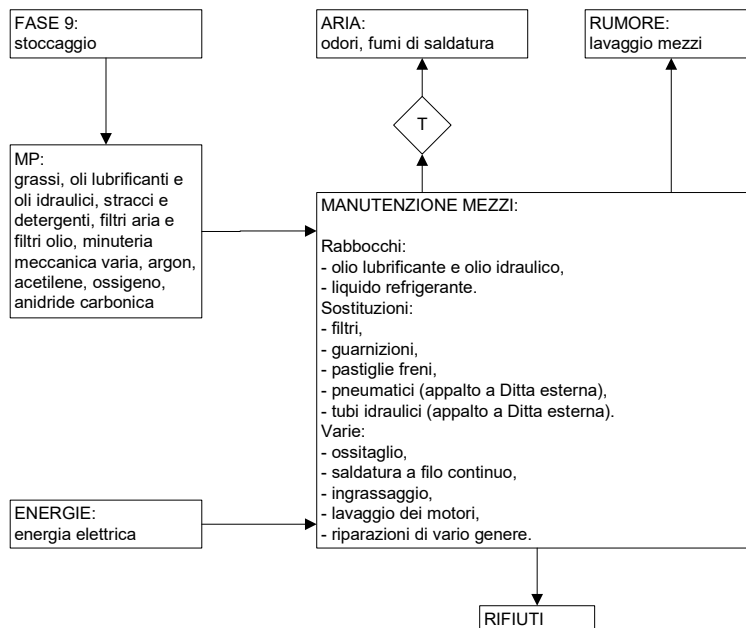 FASE 9:
stoccaggio
ARIA:
odori, fumi di saldatura
RUMORE:
lavaggio mezzi
T
MP:
grassi, oli lubrificanti e
oli idraulici, stracci e
detergenti, filtri aria e
filtri olio, minuteria
meccanica varia, argon,
acetilene, ossigeno,
anidride carbonica
MANUTENZIONE MEZZI:
Rabbocchi:
- olio lubrificante e olio idraulico,
- liquido refrigerante.
Sostituzioni:
- filtri,
- guarnizioni,
- pastiglie freni,
- pneumatici (appalto a Ditta esterna),
- tubi idraulici (appalto a Ditta esterna).
Varie:
- ossitaglio,
- saldatura a filo continuo,
- ingrassaggio,
- lavaggio dei motori,
- riparazioni di vario genere.
ENERGIE:
energia elettrica
RIFIUTI